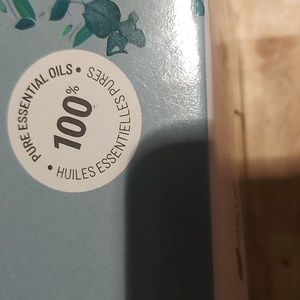 PURE ESSENTIAL OILS •
100%
• HUILES ESSENTIELLES PURES